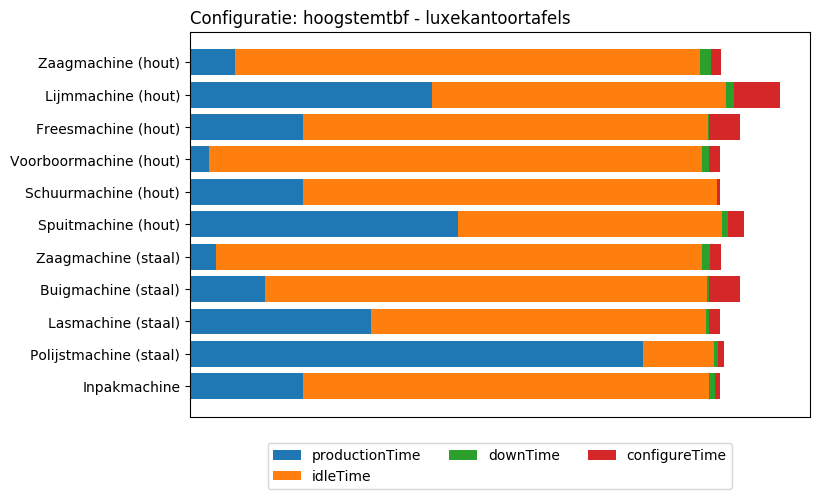 Configuratie: hoogstemtbf - luxekantoortafels
Zaagmachine (hout)
Lijmmachine (hout)
Freesmachine (hout)
Voorboormachine (hout)
Schuurmachine (hout)
Spuitmachine (hout)
Zaagmachine (staal)
Buigmachine (staal)
Lasmachine (staal)
Polijstmachine (staal)
Inpakmachine
productionTime downTime configureTime
idleTime